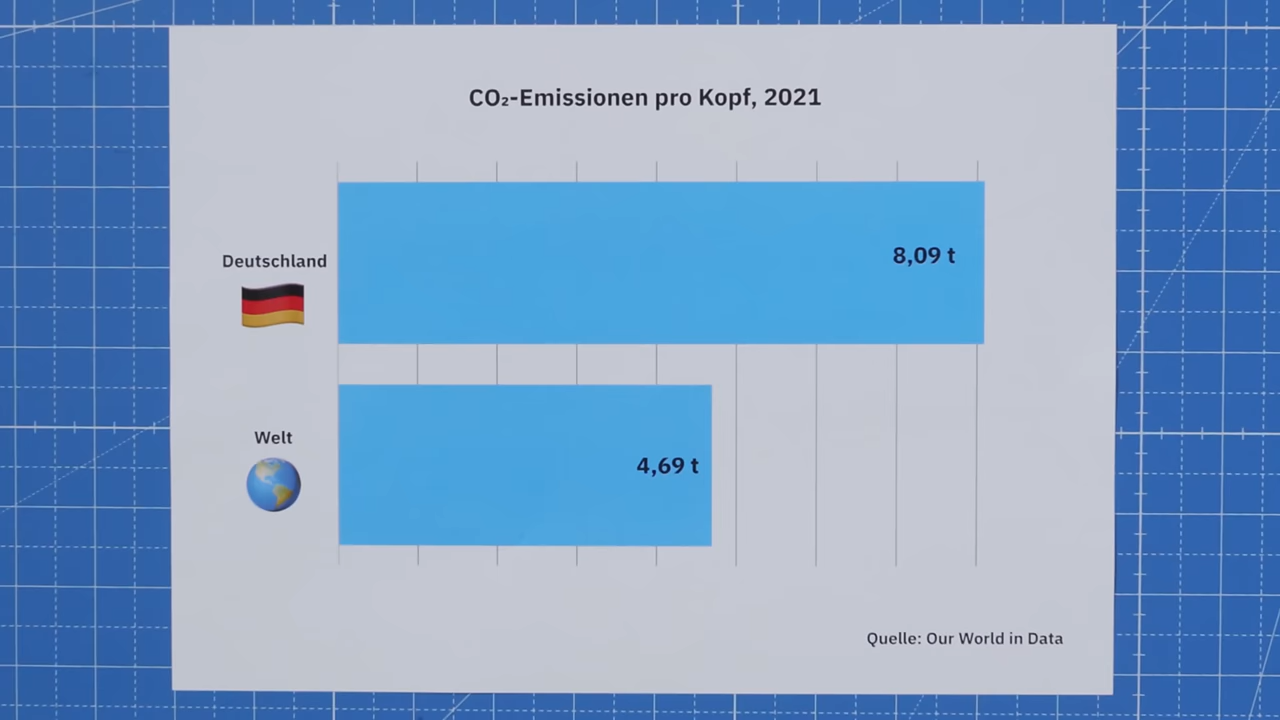 CO₂-Emissionen pro Kopf, 2021
Deutschland
8,09 t
Welt
4,69 t
Quelle: Our World in Data